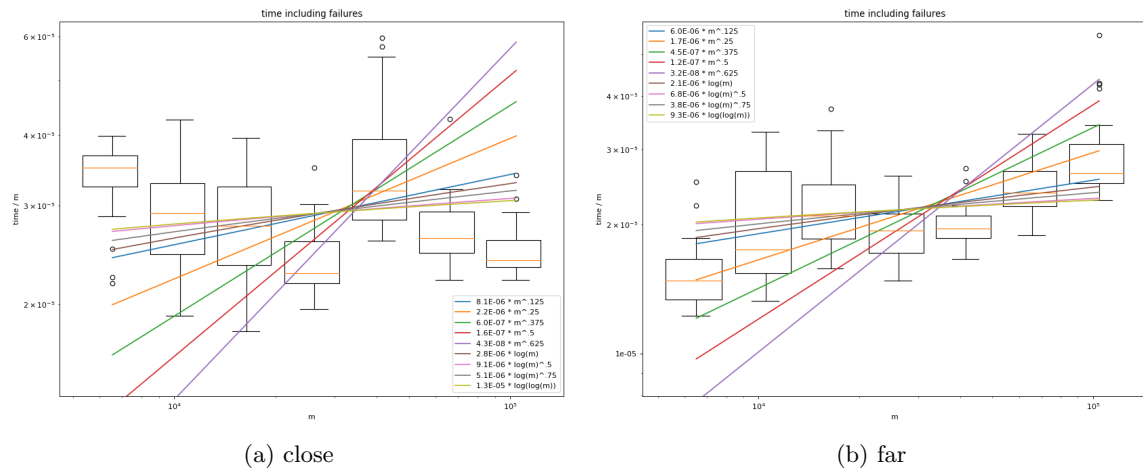 time including failures
6 × 10⁻⁵
4 × 10⁻⁵
3 × 10⁻⁵
2 × 10⁻⁵
time / m
8.1E-06 * m^.125
2.2E-06 * m^.25
6.0E-07 * m^.375
1.6E-07 * m^.5
4.3E-08 * m^.625
2.8E-06 * log(m)
9.1E-06 * log(m)^.5
5.1E-06 * log(m)^.75
1.3E-05 * log(log(m))
10⁴
10⁵
m
(a) close
time including failures
6.0E-06 * m^.125
1.7E-06 * m^.25
4.5E-07 * m^.375
1.2E-07 * m^.5
3.2E-08 * m^.625
2.1E-06 * log(m)
6.8E-06 * log(m)^.5
3.8E-06 * log(m)^.75
9.3E-06 * log(log(m))
4 × 10⁻⁵
3 × 10⁻⁵
2 × 10⁻⁵
1e-05
time / m
10⁴
10⁵
m
(b) far